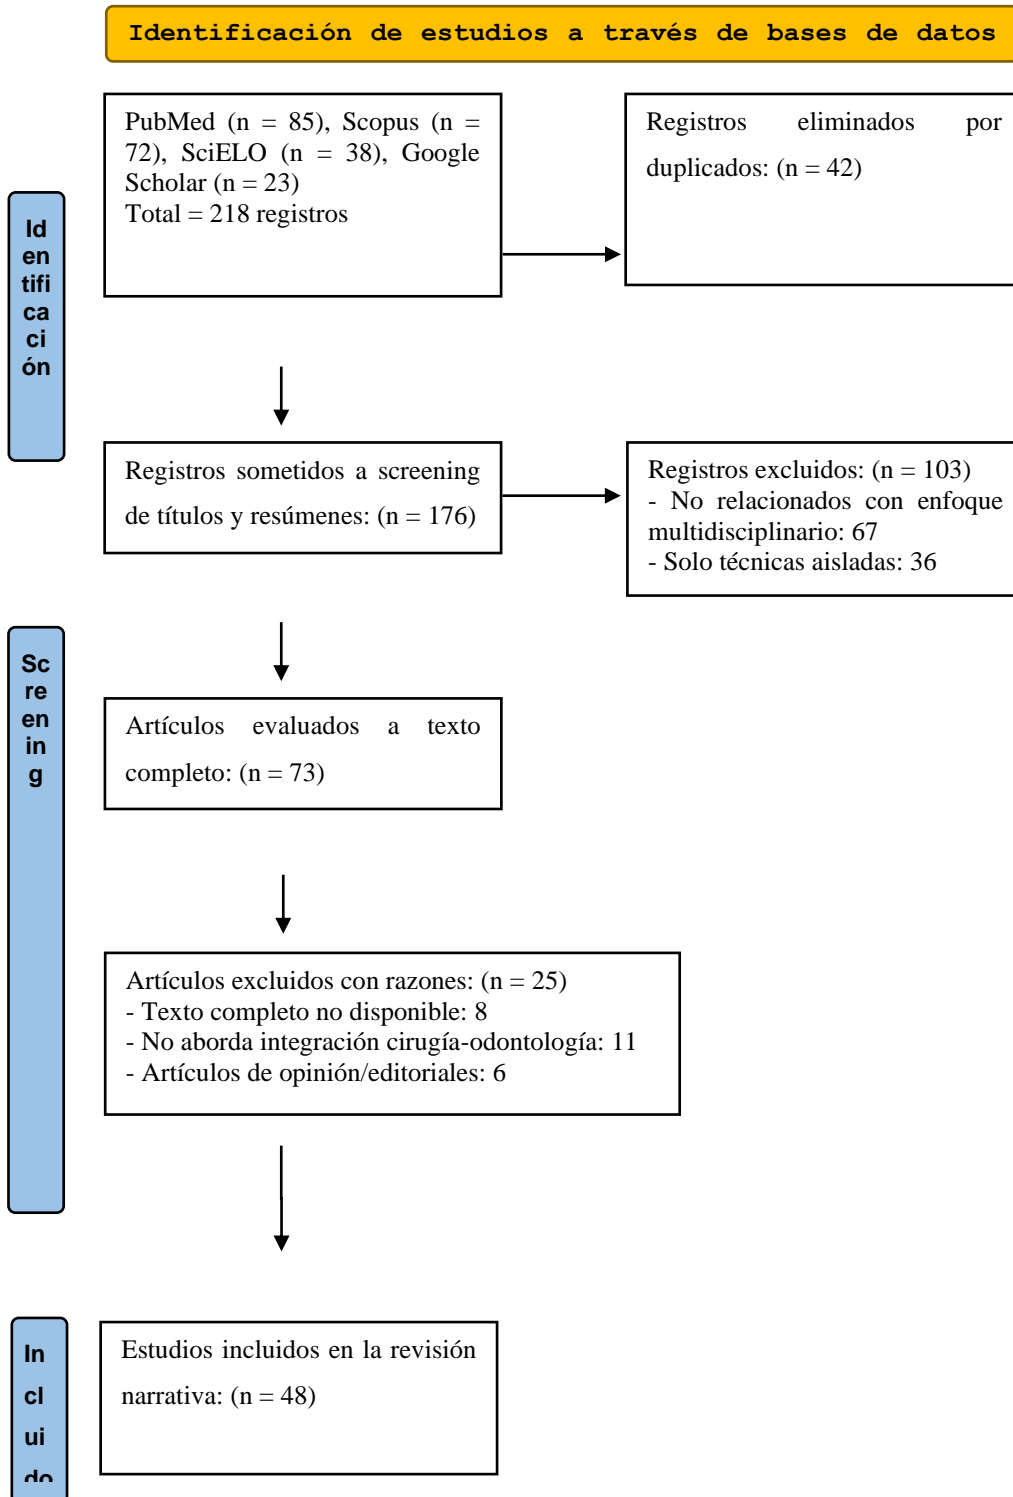 Identificación de estudios a través de bases de datos
PubMed (n = 85), Scopus (n =
72), SciELO (n = 38), Google
Scholar (n = 23)
Total = 218 registros
Registros eliminados por
duplicados: (n = 42)
Id
en
tifi
ca
ci
ón
Registros sometidos a screening
de títulos y resúmenes: (n = 176)
Registros excluidos: (n = 103)
- No relacionados con enfoque
multidisciplinario: 67
- Solo técnicas aisladas: 36
Sc
re
en
in
g
Artículos evaluados a texto
completo: (n = 73)
Artículos excluidos con razones: (n = 25)
- Texto completo no disponible: 8
- No aborda integración cirugía-odontología: 11
- Artículos de opinión/editoriales: 6
In
cl
ui
do
Estudios incluidos en la revisión
narrativa: (n = 48)